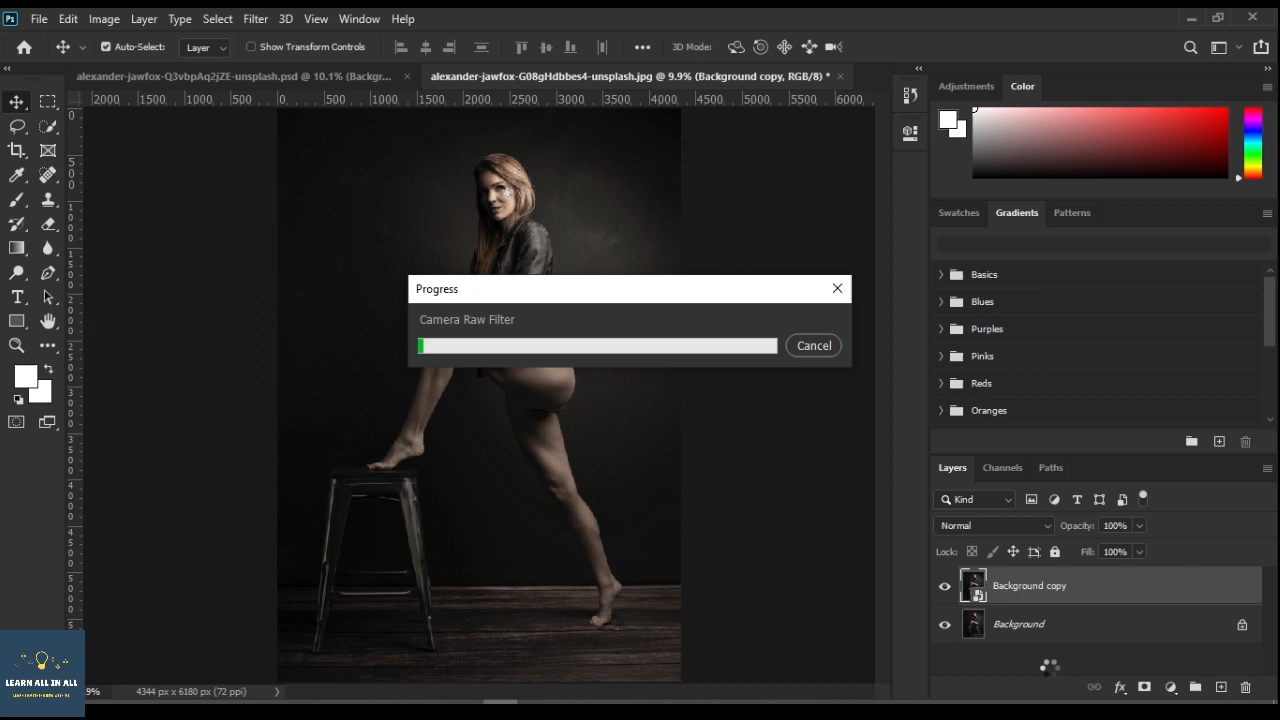 Ps File Edit Image Layer Type Select Filter 3D View Window Help
Auto-Select: Layer Show Transform Controls 3D Mode:
alexander-jawfox-Q3vbpAq2jZE-unsplash.psd @ 10.1% (Backgr... alexander-jawfox-G08gHdbbes4-unsplash.jpg @ 9.9% (Background copy, RGB/8) *
2000 1500 1000 500 0 500 1000 1500 2000 2500 3000 3500 4000 4500 5000 5500 6000
Adjustments Color
Swatches Gradients Patterns
Basics
Blues
Purples
Pinks
Reds
Oranges
Progress
Camera Raw Filter
Cancel
Layers Channels Paths
Kind
Normal Opacity: 100%
Lock: Fill: 100%
Background copy
Background
LEARN ALL IN ALL
9% 4344 px x 6180 px (72 ppi)